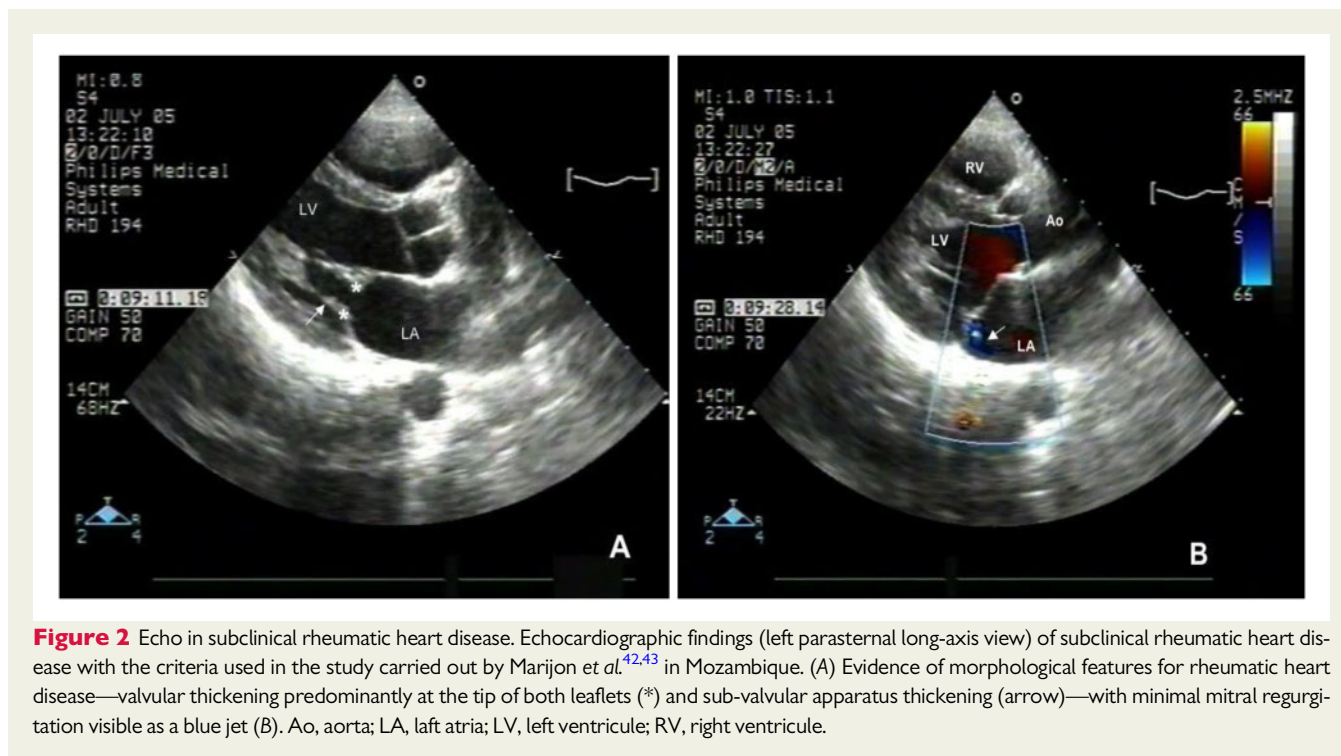 MI:0.8
S4
02 JULY 05
13:22:10
2/0/D/F3
Philips Medical
Systems
Adult
RHD 194
0:09:11.19
GAIN 50
COMP 70
14CM
68HZ
LV
*
*
LA
T
P R
2 4
A
MI:1.0 TIS:1.1
S4
02 JULY 05
13:22:27
2/0/D/M2/A
Philips Medical
Systems
Adult
RHD 194
0:09:28.14
GAIN 50
COMP 70
14CM
22HZ
2.5MHZ
66
66
RV
Ao
LV
LA
T
P R
2 4
B
Figure 2 Echo in subclinical rheumatic heart disease. Echocardiographic findings (left parasternal long-axis view) of subclinical rheumatic heart dis-
ease with the criteria used in the study carried out by Marijon et al.42,43 in Mozambique. (A) Evidence of morphological features for rheumatic heart
disease—valvular thickening predominantly at the tip of both leaflets (*) and sub-valvular apparatus thickening (arrow)—with minimal mitral regurgi-
tation visible as a blue jet (B). Ao, aorta; LA, laft atria; LV, left ventricule; RV, right ventricule.